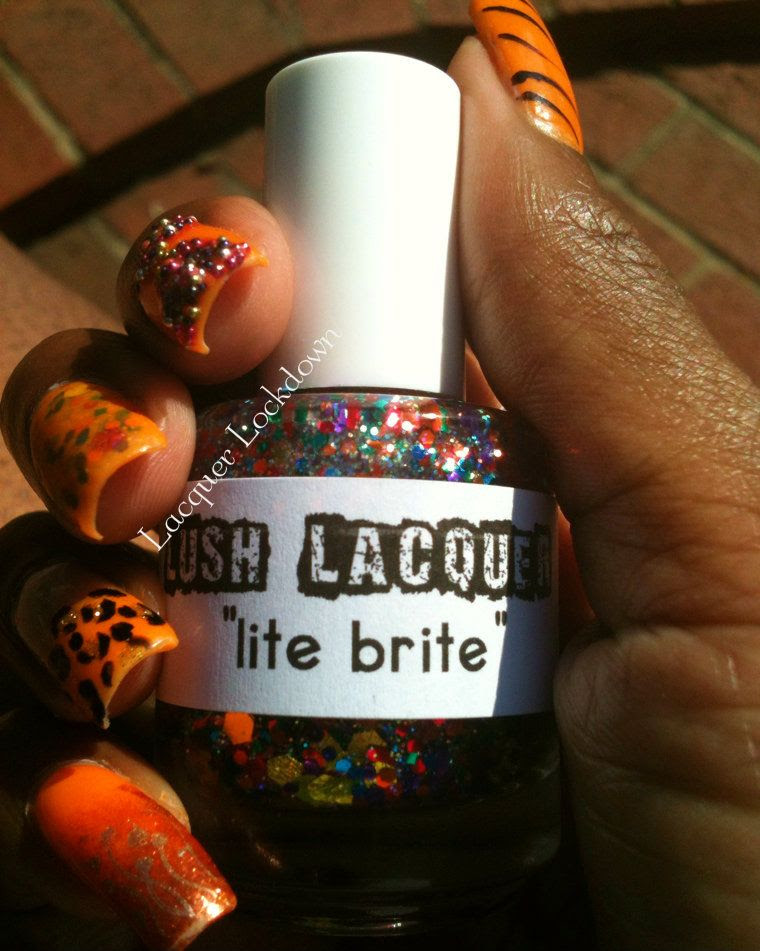 Lacquer Lockdown
LUSH LACQUER
"lite brite"